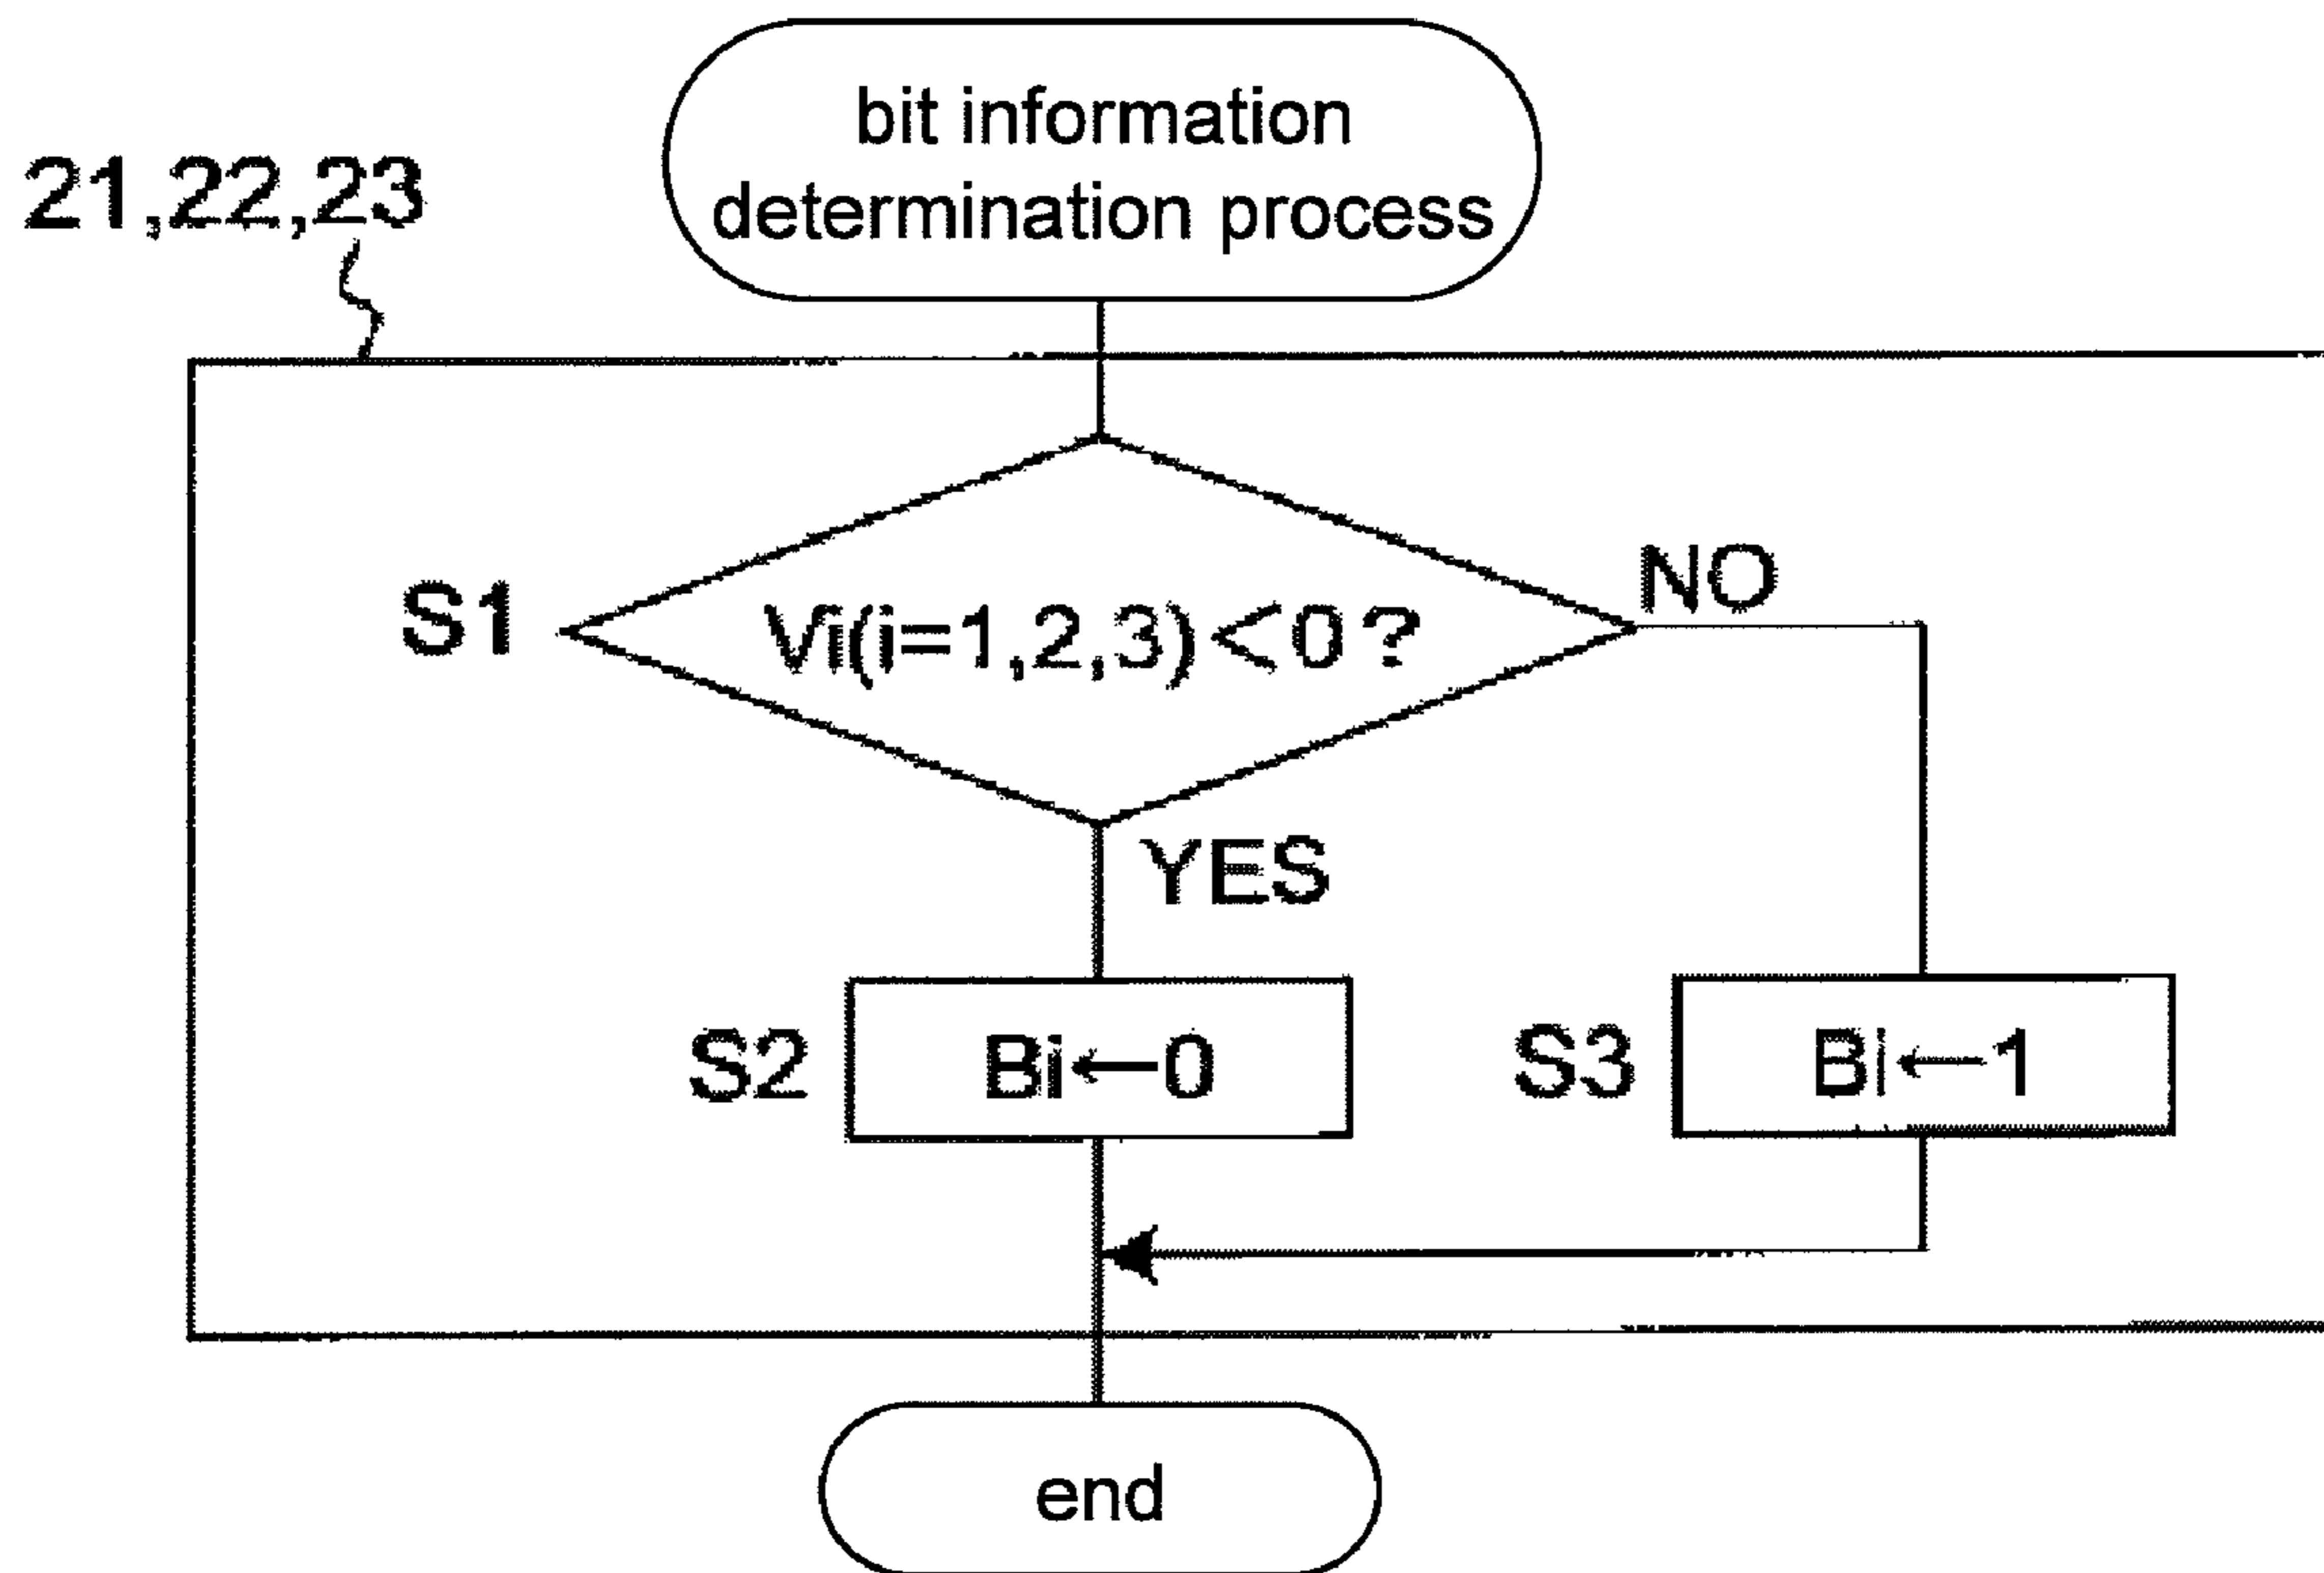 bit information
determination process
21,22,23
S1
Vi(i=1,2,3)<0?
NO
YES
S2
Bi←0
S3
Bi←1
end